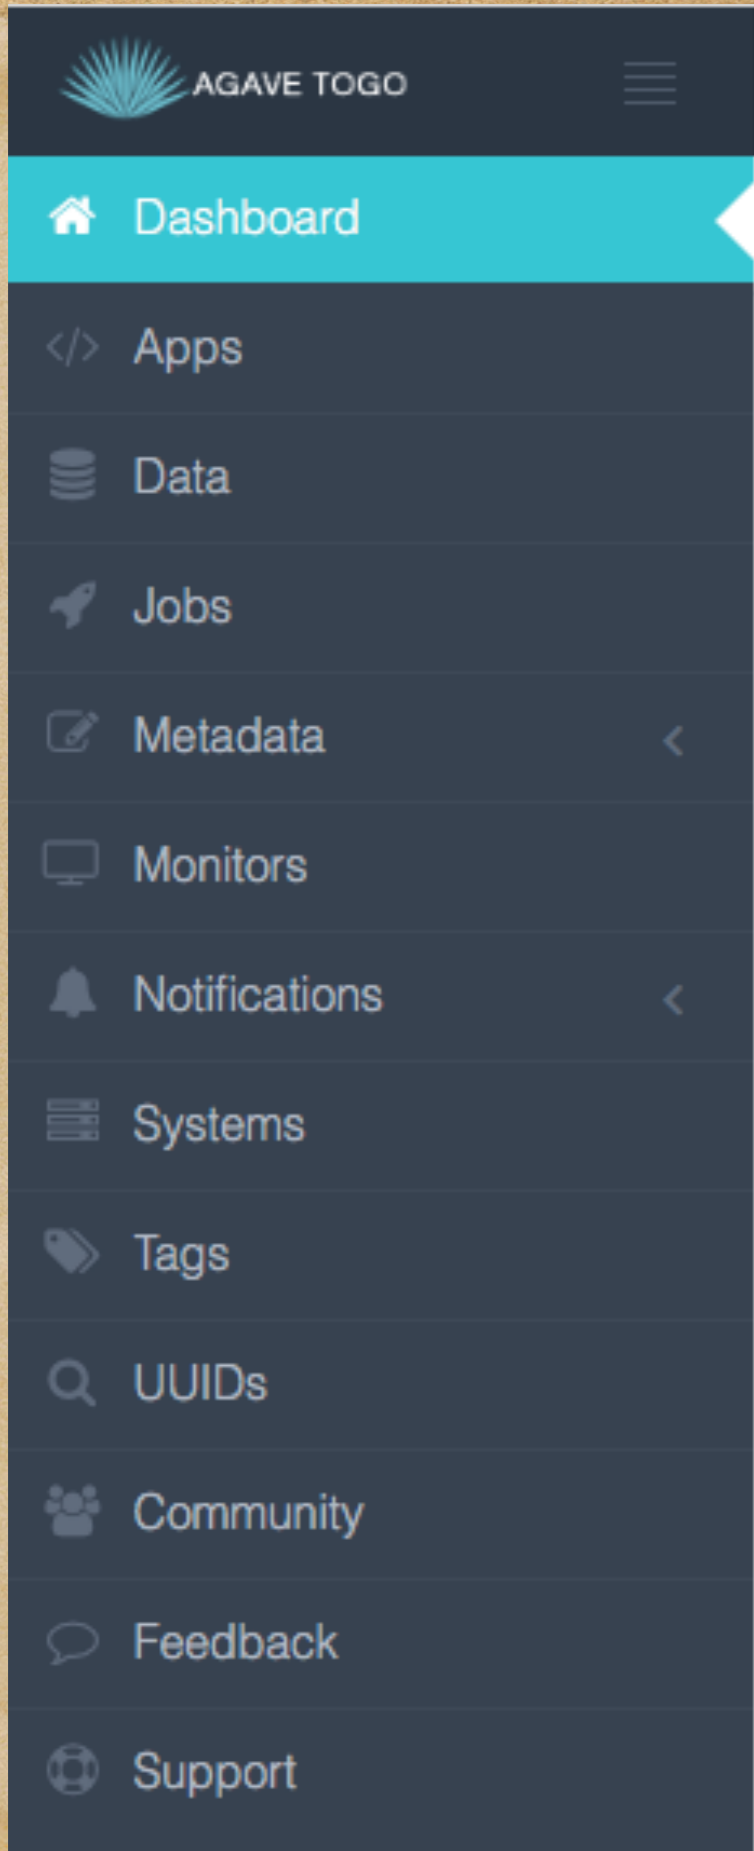 AGAVE TOGO
Dashboard
Apps
Data
Jobs
Metadata
Monitors
Notifications
Systems
Tags
UUIDs
Community
Feedback
Support